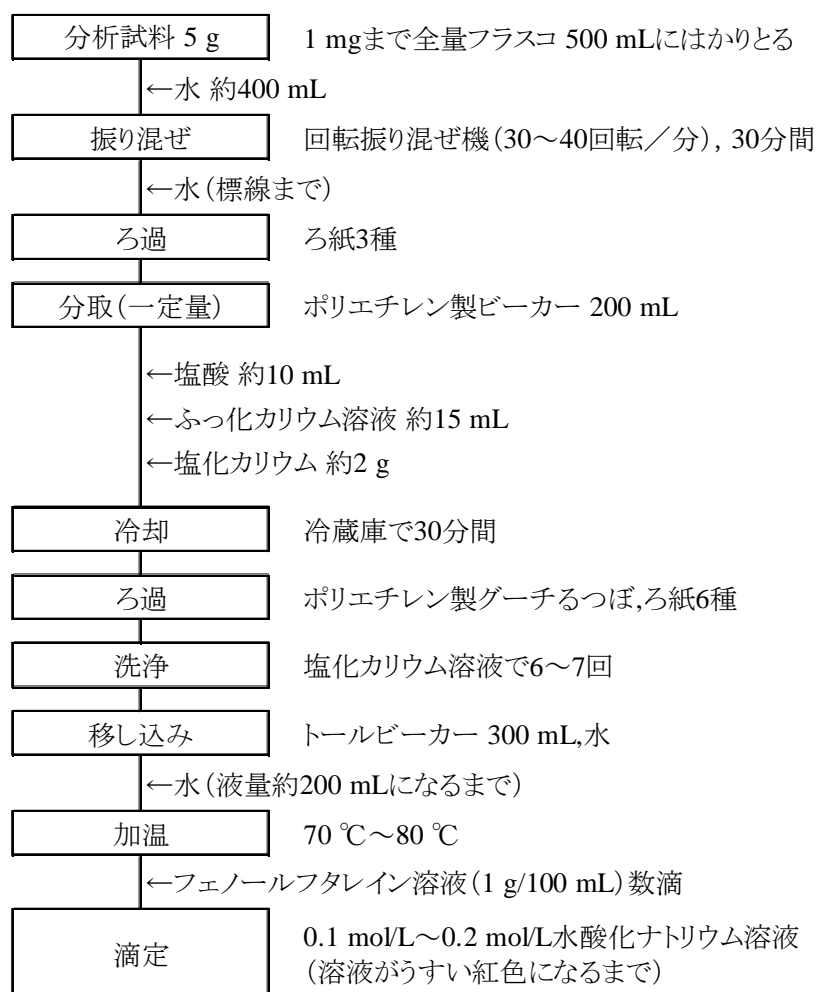 分析試料 5 g 1 mgまで全量フラスコ 500 mLにはかりとる
←水 約400 mL
振り混ぜ 回転振り混ぜ機(30～40回転／分), 30分間
←水(標線まで)
ろ過 ろ紙3種
分取(一定量) ポリエチレン製ビーカー 200 mL
←塩酸 約10 mL
←ふっ化カリウム溶液 約15 mL
←塩化カリウム 約2 g
冷却 冷蔵庫で30分間
ろ過 ポリエチレン製グーチるつぼ,ろ紙6種
洗浄 塩化カリウム溶液で6～7回
移し込み トールビーカー 300 mL,水
←水(液量約200 mLになるまで)
加温 70 ℃～80 ℃
←フェノールフタレイン溶液(1 g/100 mL)数滴
滴定 0.1 mol/L～0.2 mol/L水酸化ナトリウム溶液
(溶液がうすい紅色になるまで)